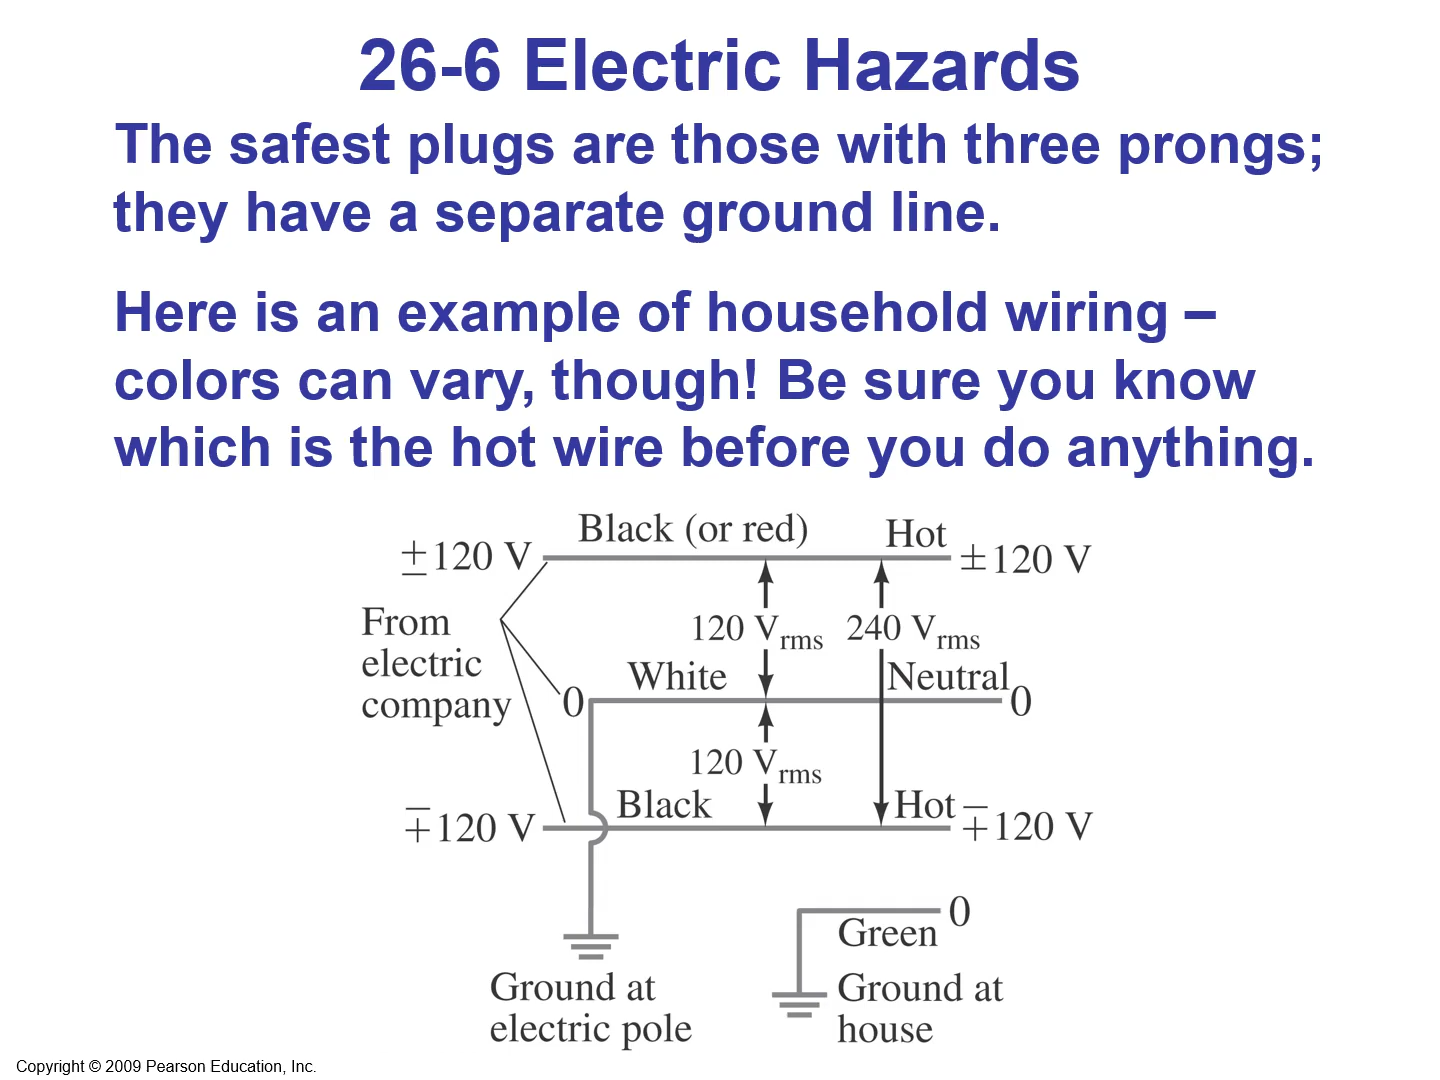 26-6 Electric Hazards
The safest plugs are those with three prongs;
they have a separate ground line.
Here is an example of household wiring –
colors can vary, though! Be sure you know
which is the hot wire before you do anything.
Black (or red) Hot
±120 V ±120 V
From
electric
company
120 Vrms 240 Vrms
White Neutral
0 0
120 Vrms
Black Hot
∓120 V ∓120 V
0
Green
Ground at
electric pole
Ground at
house
Copyright © 2009 Pearson Education, Inc.